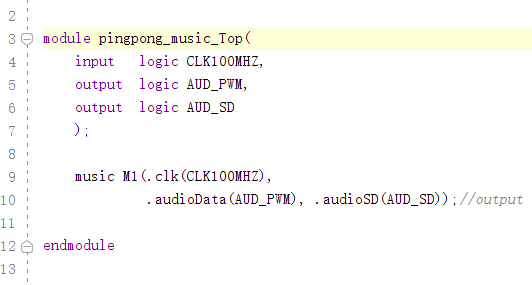 2
3 module pingpong_music_Top(
4 input logic CLK100MHZ,
5 output logic AUD_PWM,
6 output logic AUD_SD
7 );
8
9 music M1(.clk(CLK100MHZ),
10 .audioData(AUD_PWM), .audioSD(AUD_SD));//output
11
12 endmodule
13